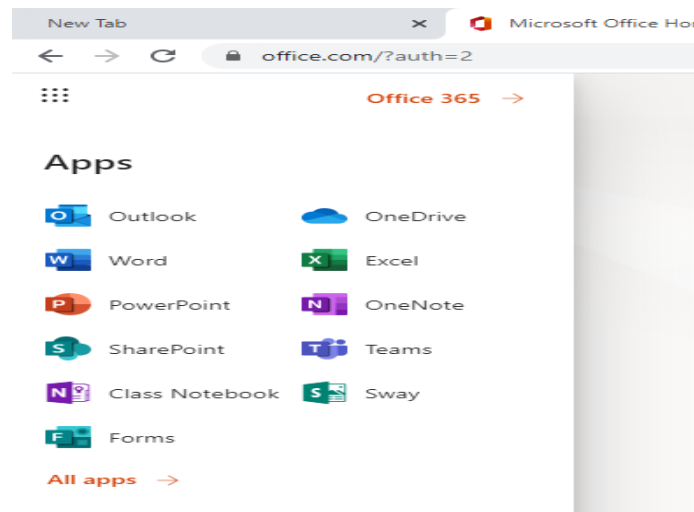 New Tab × Microsoft Office Ho
office.com/?auth=2
Office 365 →
Apps
Outlook OneDrive
Word Excel
PowerPoint OneNote
SharePoint Teams
Class Notebook Sway
Forms
All apps →